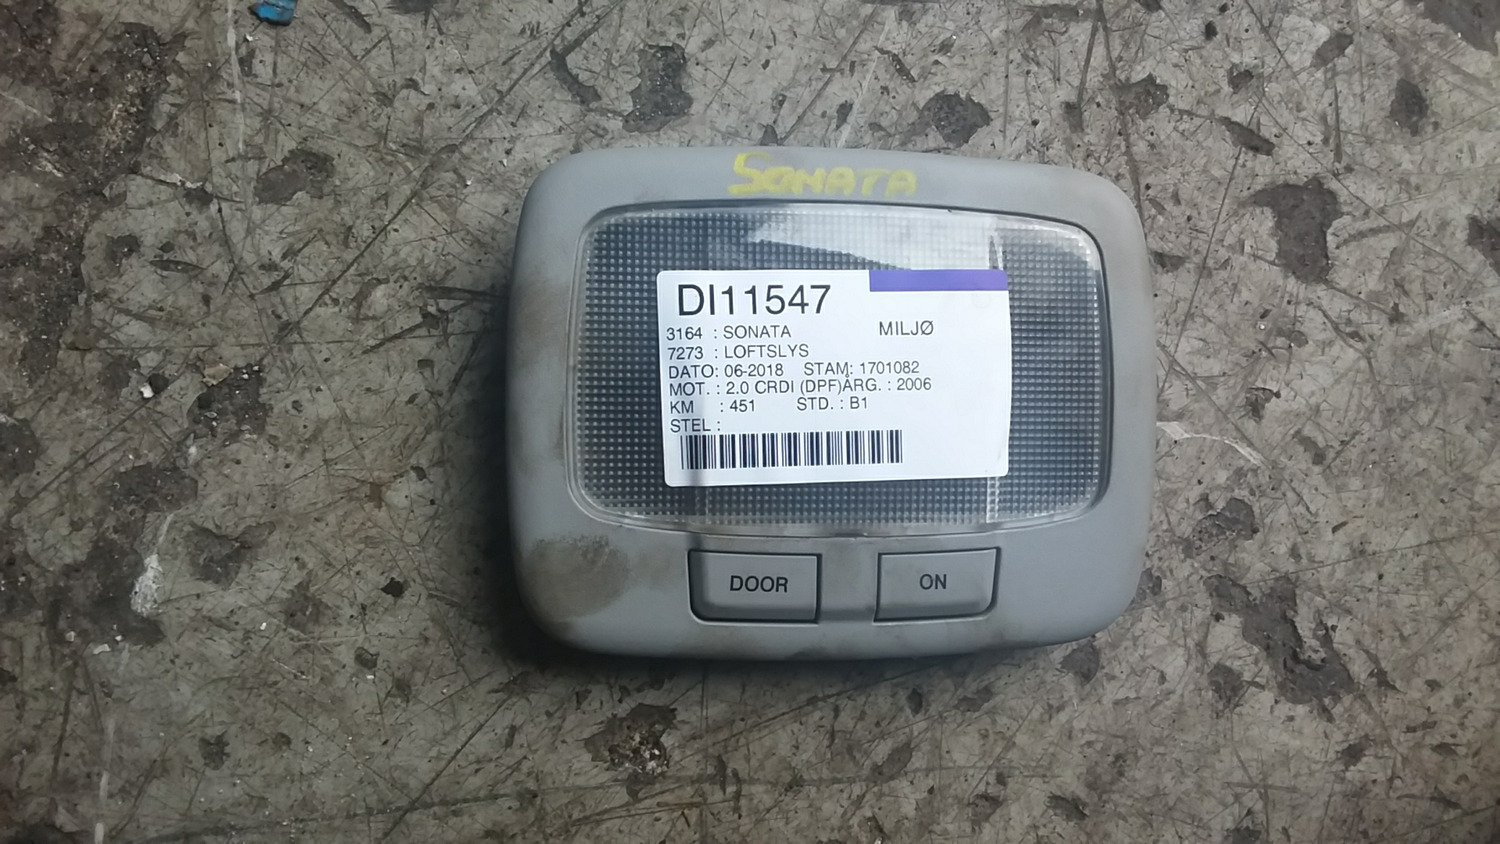 SONATA
DI11547
3164 : SONATA MILJØ
7273 : LOFTSLYS
DATO: 06-2018 STAM: 1701082
MOT. : 2.0 CRDI (DPF)ÅRG. : 2006
KM : 451 STD. : B1
STEL :
DOOR ON